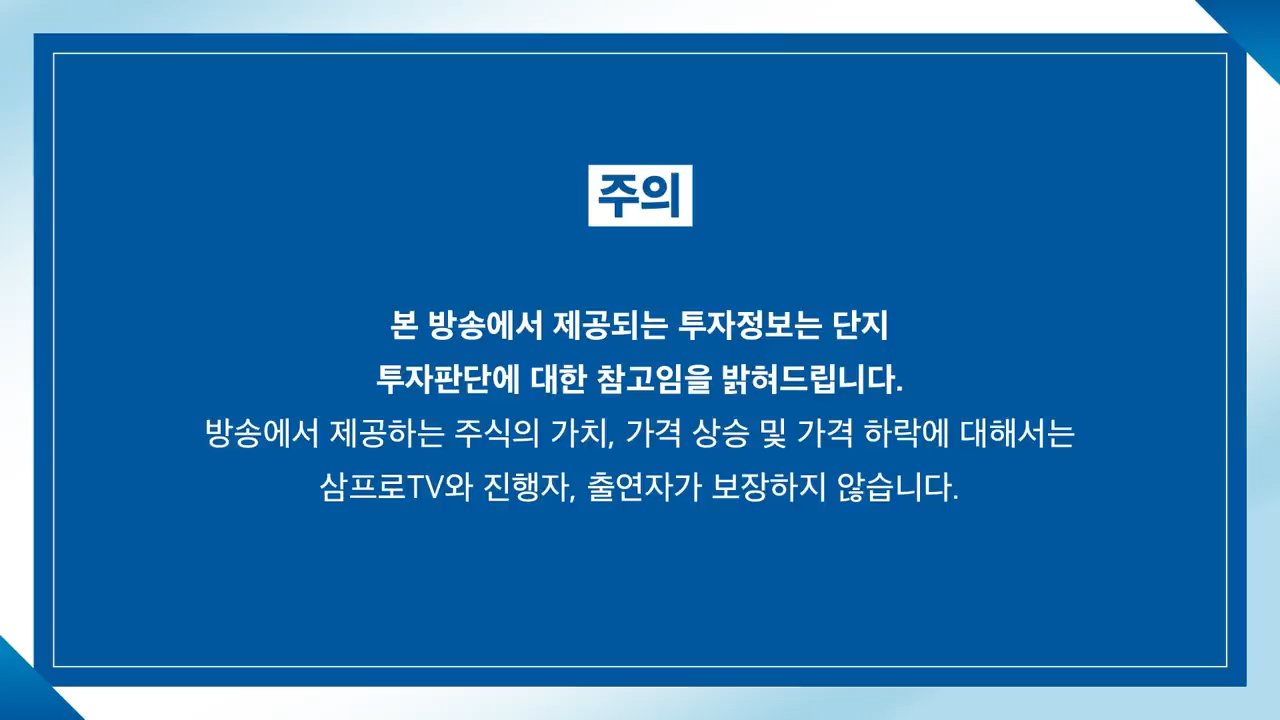 주의
본 방송에서 제공되는 투자정보는 단지
투자판단에 대한 참고임을 밝혀드립니다.
방송에서 제공하는 주식의 가치, 가격 상승 및 가격 하락에 대해서는
삼프로TV와 진행자, 출연자가 보장하지 않습니다.